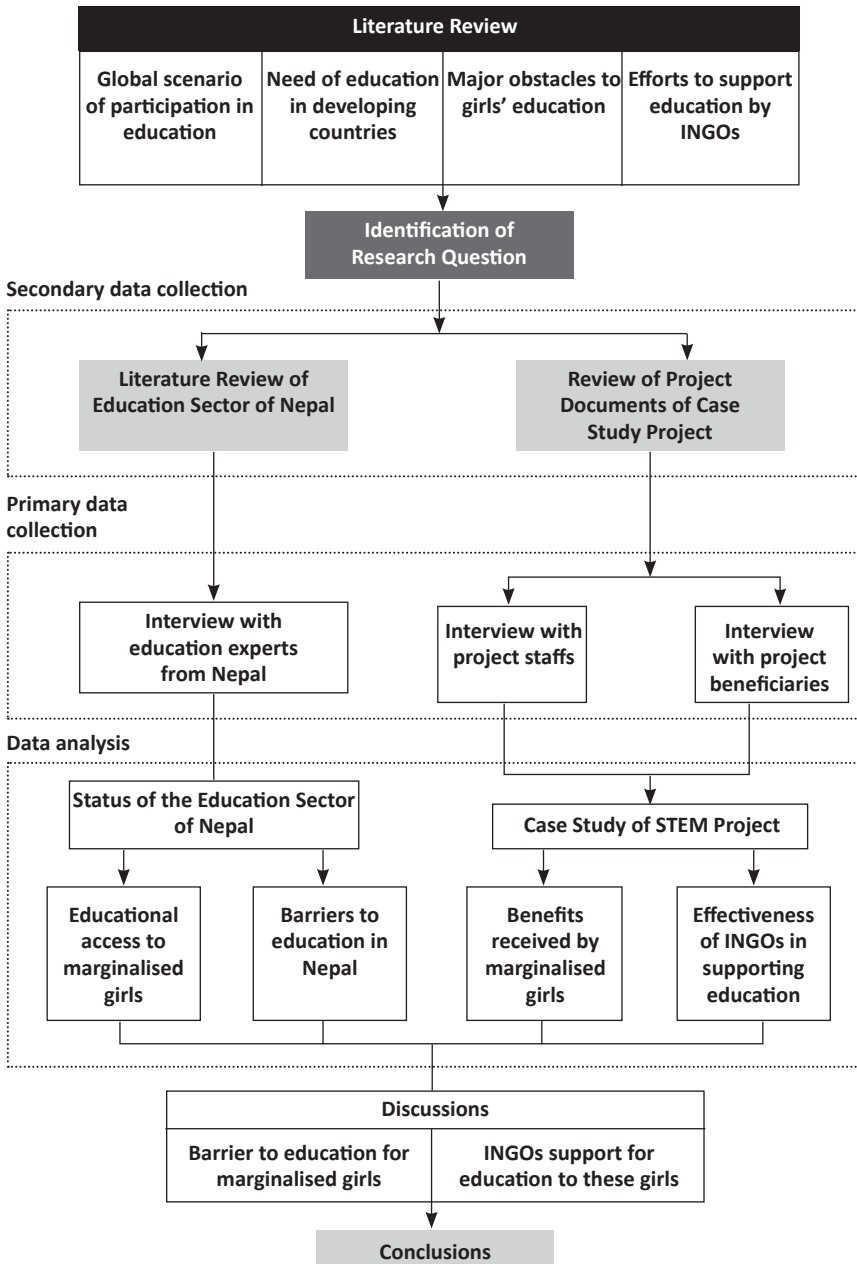 Literature Review
Global scenario
of participation in
education
Need of education
in developing
countries
Major obstacles to
girls’ education
Efforts to support
education by
INGOs
Identification of
Research Question
Secondary data collection
Literature Review of
Education Sector of Nepal
Review of Project
Documents of Case
Study Project
Primary data
collection
Interview with
education experts
from Nepal
Interview with
project staffs
Interview
with project
beneficiaries
Data analysis
Status of the Education Sector
of Nepal
Case Study of STEM Project
Educational
access to
marginalised
girls
Barriers to
education in
Nepal
Benefits
received by
marginalised
girls
Effectiveness
of INGOs in
supporting
education
Discussions
Barrier to education for
marginalised girls
INGOs support for
education to these girls
Conclusions